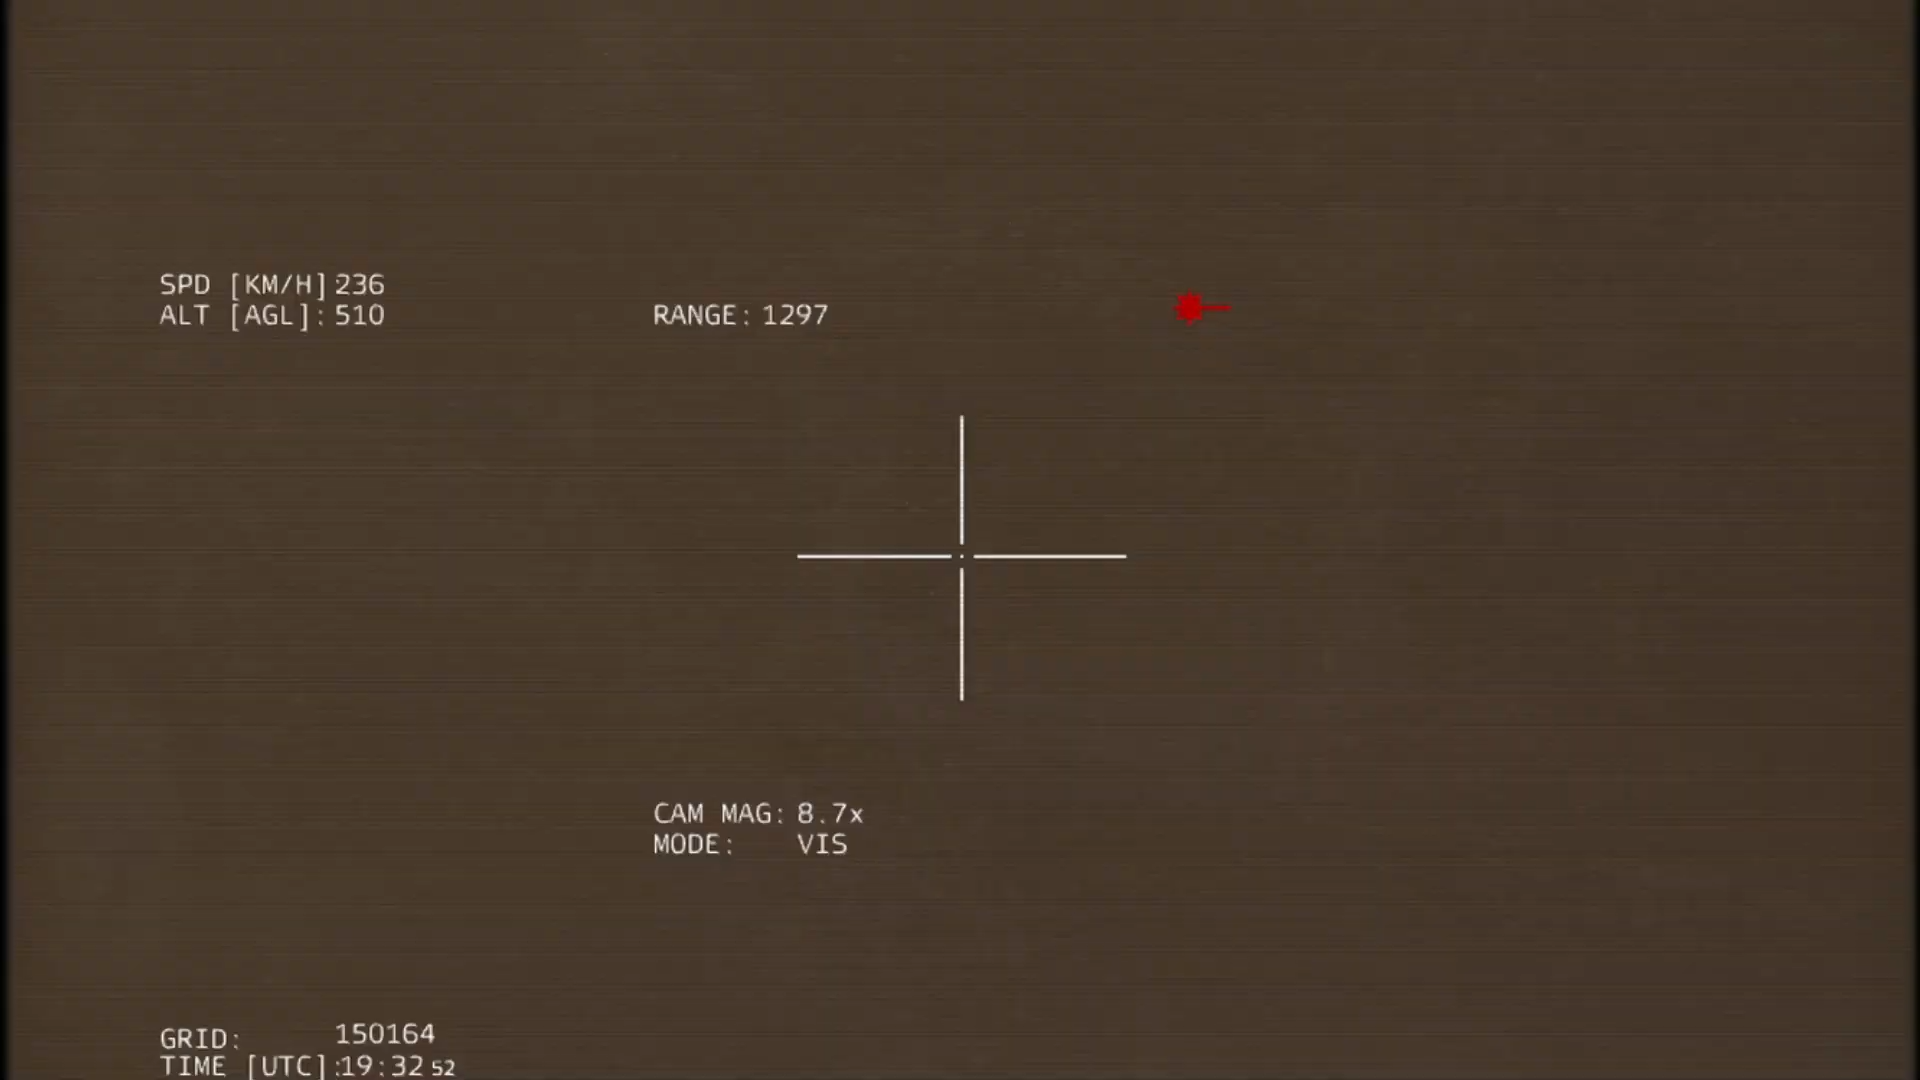 SPD [KM/H] 236
ALT [AGL]: 510
RANGE: 1297
CAM MAG: 8.7x
MODE: VIS
GRID: 150164
TIME [UTC]:19:32 52